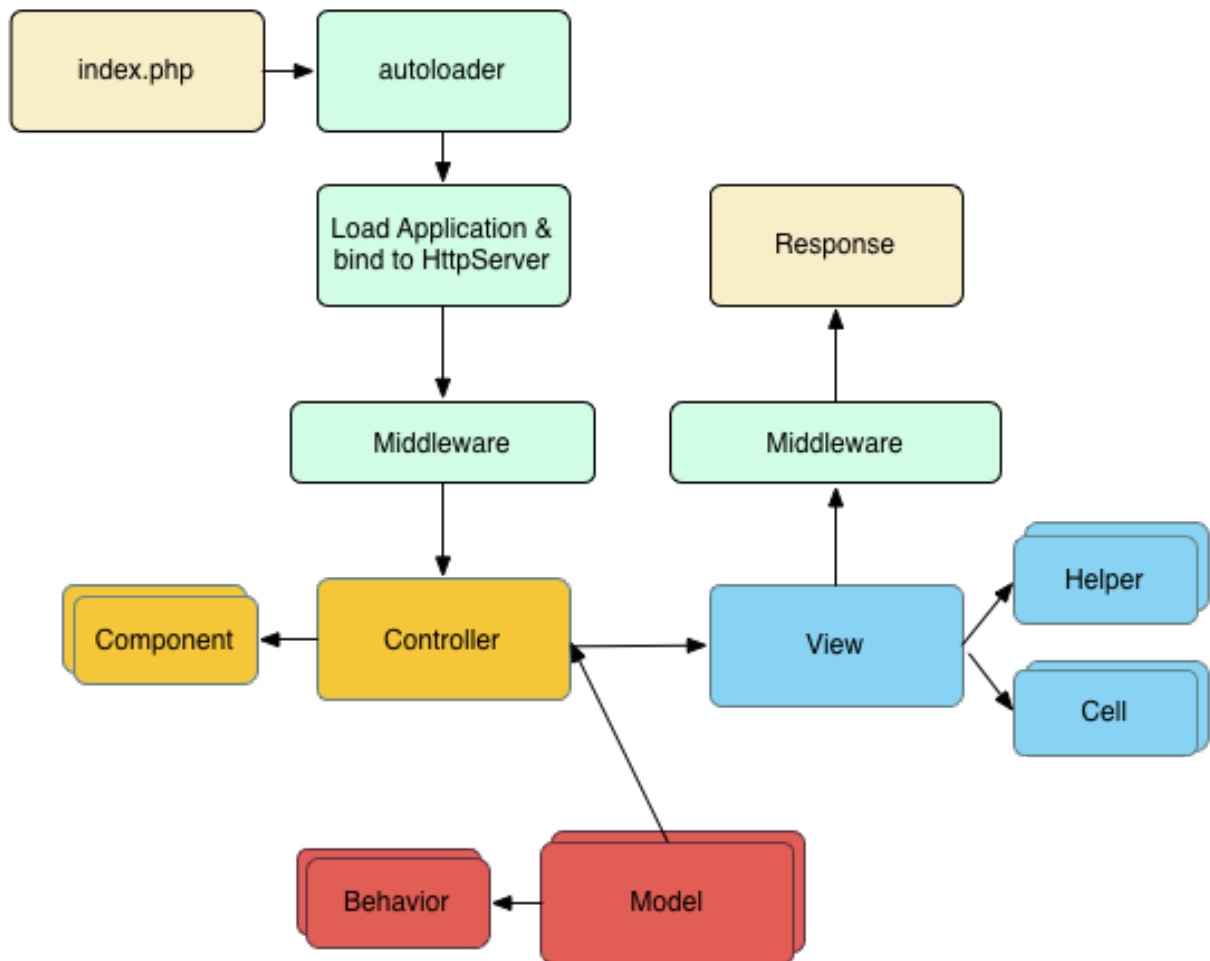 index.php
autoloader
Load Application &
bind to HttpServer
Response
Middleware
Middleware
Component
Controller
View
Helper
Cell
Behavior
Model